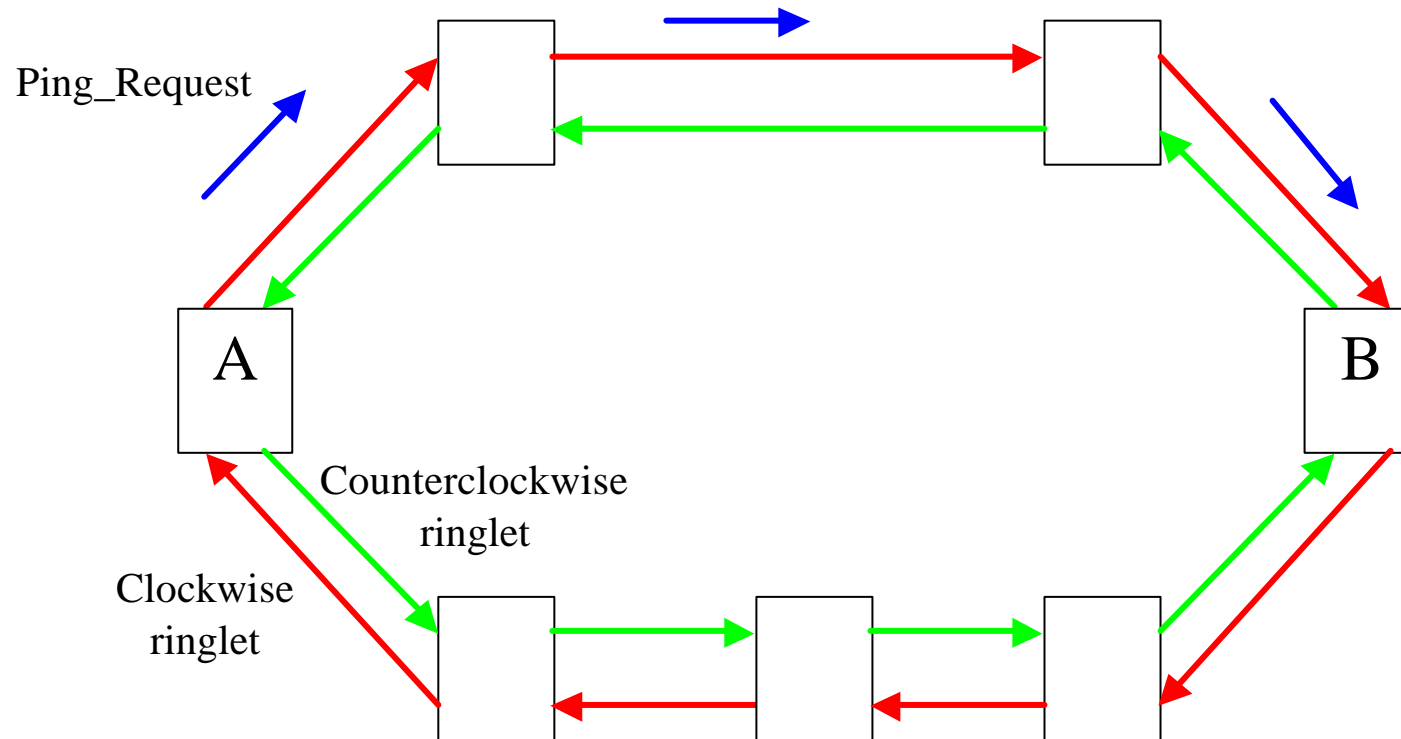 Ping_Request
A
B
Counterclockwise
ringlet
Clockwise
ringlet